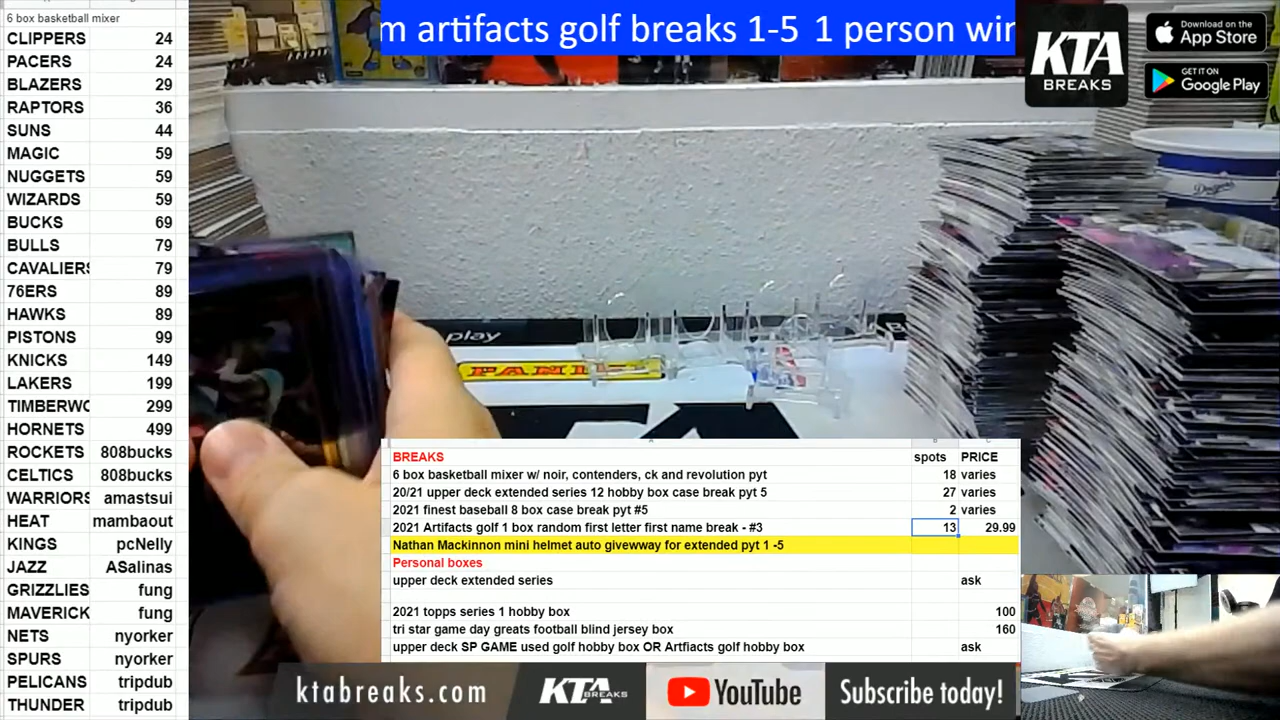 6 box basketball mixer
CLIPPERS 24
PACERS 24
BLAZERS 29
RAPTORS 36
SUNS 44
MAGIC 59
NUGGETS 59
WIZARDS 59
BUCKS 69
BULLS 79
CAVALIERS 79
76ERS 89
HAWKS 89
PISTONS 99
KNICKS 149
LAKERS 199
TIMBERWO 299
HORNETS 499
ROCKETS 808bucks
CELTICS 808bucks
WARRIORS amastsui
HEAT mambaout
KINGS pcNelly
JAZZ ASalinas
GRIZZLIES fung
MAVERICK fung
NETS nyorker
SPURS nyorker
PELICANS tripdub
THUNDER tripdub
m artifacts golf breaks 1-5 1 person wir
KTA
BREAKS
Download on the
App Store
GET IT ON
Google Play
Dodgers
play
PANI
BREAKS spots PRICE
6 box basketball mixer w/ noir, contenders, ck and revolution pyt 18 varies
20/21 upper deck extended series 12 hobby box case break pyt 5 27 varies
2021 finest baseball 8 box case break pyt #5 2 varies
2021 Artifacts golf 1 box random first letter first name break - #3 13 29.99
Nathan Mackinnon mini helmet auto givewway for extended pyt 1 -5
Personal boxes
upper deck extended series ask
2021 topps series 1 hobby box 100
tri star game day greats football blind jersey box 160
upper deck SP GAME used golf hobby box OR Artfiacts golf hobby box ask
ktabreaks.com
KTA BREAKS
YouTube
Subscribe today!